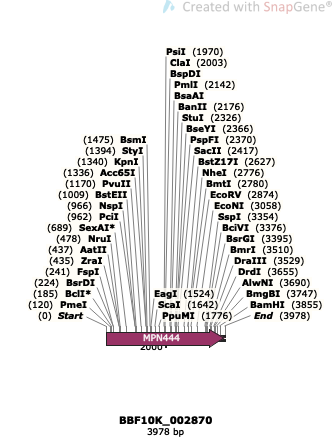 Created with SnapGene®
PsiI (1970)
ClaI (2003)
BspDI
PmlI (2142)
BsaAI
BanII (2176)
StuI (2326)
BseYI (2366)
(1475) BsmI PspFI (2370)
(1394) StyI SacII (2417)
(1340) KpnI BstZ17I (2627)
(1336) Acc65I NheI (2776)
(1170) PvuII BmtI (2780)
(1009) BstEII EcoRV (2874)
(966) NspI EcoNI (3058)
(962) PciI SspI (3354)
(689) SexAI* BciVI (3376)
(478) NruI BsrGI (3395)
(437) AatII BmrI (3510)
(435) ZraI DraIII (3529)
(241) FspI DrdI (3655)
(224) BsrDI AlwNI (3690)
(185) BclI* EagI (1524) BmgBI (3747)
(120) PmeI ScaI (1642) BamHI (3855)
(0) Start PpuMI (1776) End (3978)
MPN444
2000
BBF10K_002870
3978 bp